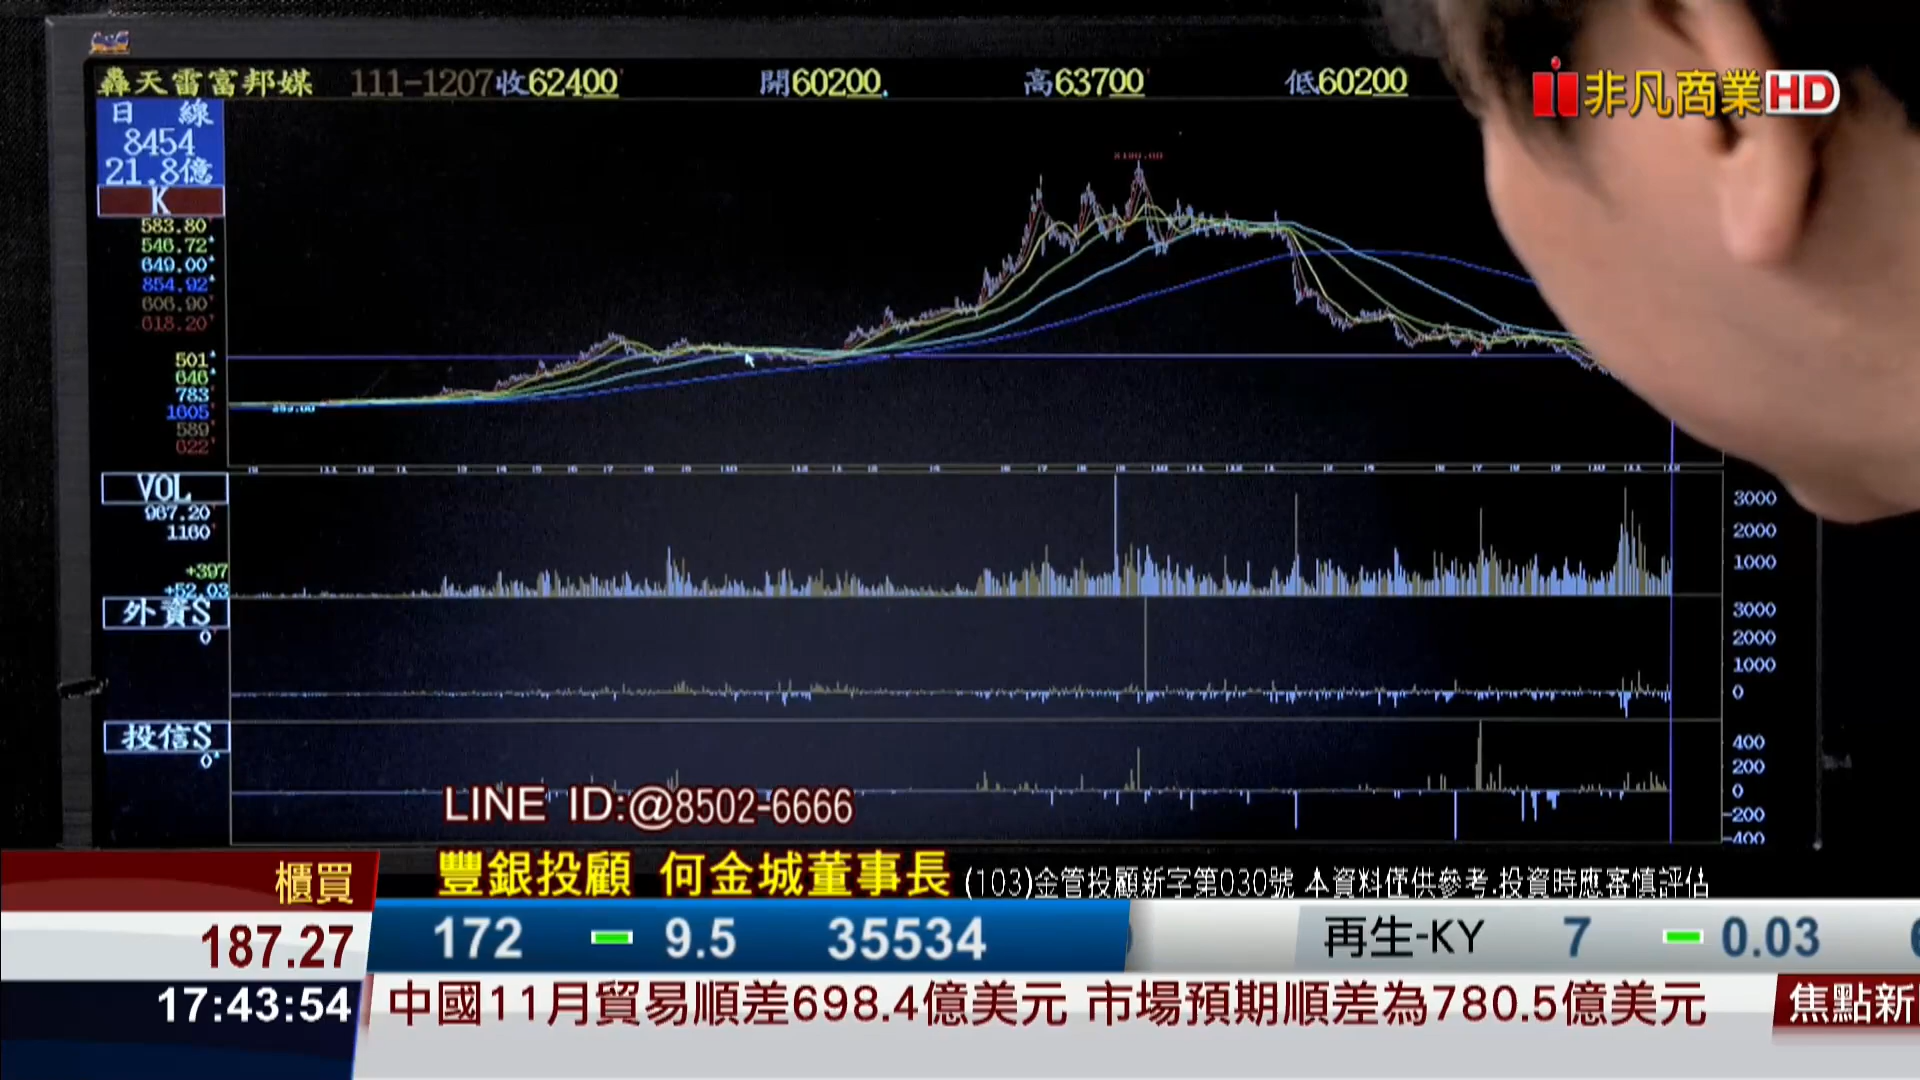 轟天雷富邦媒 111-1207收62400 開60200 高63700 低60200
非凡商業HD
日 線
8454
21.8億
K
583.80
546.72
649.00
854.92
606.90
618.20
501
646
783
1605
589
622
VOL
967.20
1160
+397
+52.03
3000
2000
1000
外資S
0
3000
2000
1000
0
投信S
0
400
200
0
-200
-400
LINE ID:@8502-6666
豐銀投顧 何金城董事長 (103)金管投顧新字第030號 本資料僅供參考.投資時應審慎評估
櫃買
187.27
172 9.5 35534 再生-KY 7 0.03
17:43:54
中國11月貿易順差698.4億美元 市場預期順差為780.5億美元
焦點新